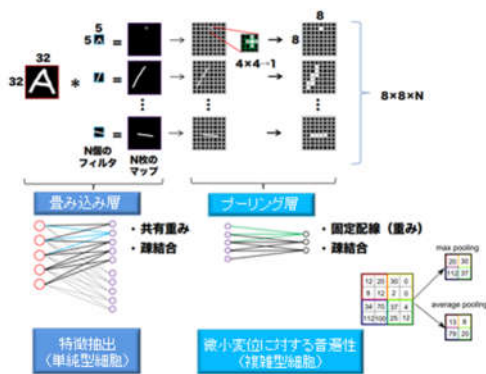 32
32
A
*
5
5
=
=
=
N個の
フィルタ
N枚の
マップ
4×4→1
8
8
8×8×N
畳み込み層
プーリング層
・共有重み
・疎結合
・固定配線（重み）
・疎結合
特徴抽出
〈単純型細胞〉
微小変位に対する普遍性
〈複雑型細胞〉
12 20 30 0
8 12 2 0
34 70 37 4
112 100 25 12
max pooling
20 30
112 37
average pooling
13 8
79 20